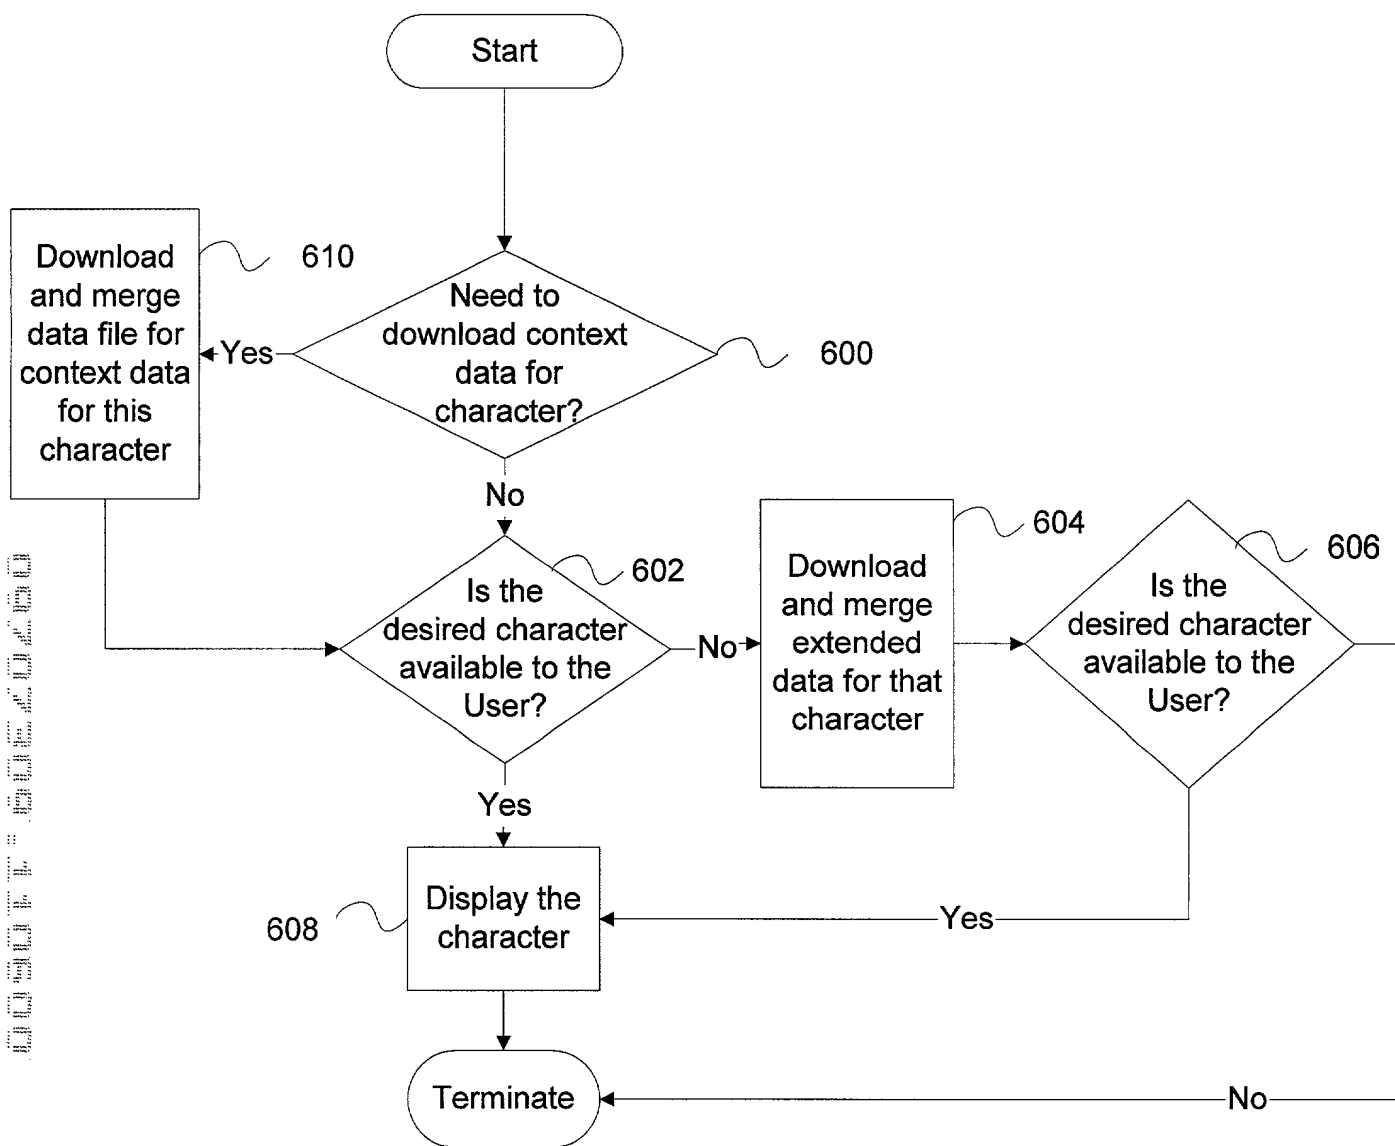 Start
Download
and merge
data file for
context data
for this
character
610
Yes
Need to
download context
data for
character?
600
No
602
Is the
desired character
available to the
User?
No
Download
and merge
extended
data for that
character
604
606
Is the
desired character
available to the
User?
Yes
Display the
character
608
Yes
Terminate
No